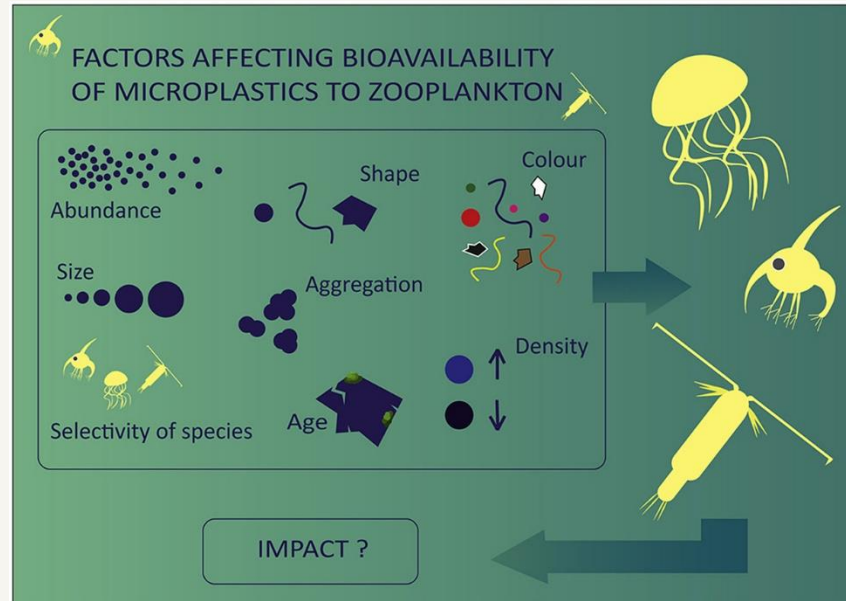 FACTORS AFFECTING BIOAVAILABILITY
OF MICROPLASTICS TO ZOOPLANKTON
Abundance
Shape
Colour
Size
Aggregation
Density
Selectivity of species
Age
IMPACT ?